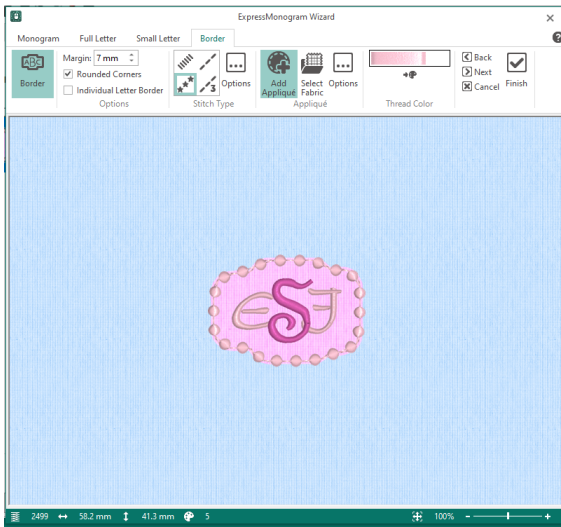 ExpressMonogram Wizard
Monogram Full Letter Small Letter Border
ABC
Border
Margin: 7 mm
Rounded Corners
Individual Letter Border
Options
3
Options
Stitch Type
Add Appliqué
Select Fabric
Options
Appliqué
Thread Color
Back
Next
Cancel
Finish
E S J
2499 58.2 mm 41.3 mm 5 100% - +